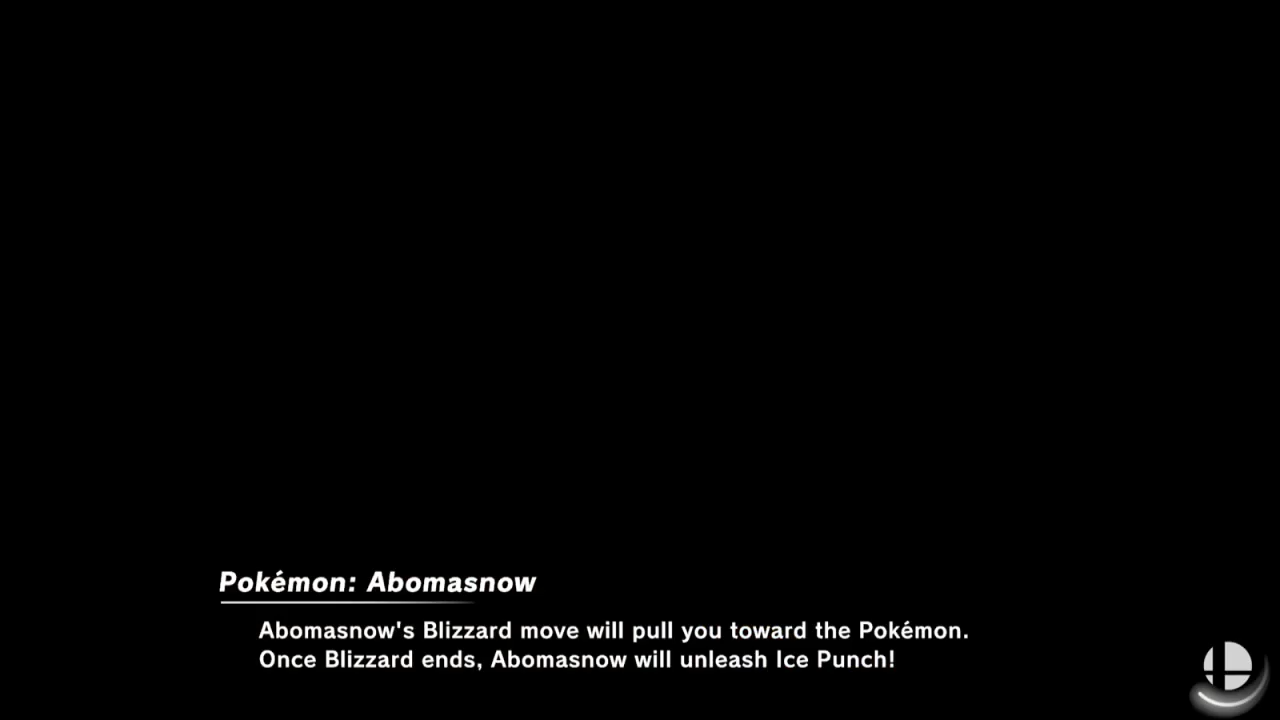 Pokémon: Abomasnow
Abomasnow's Blizzard move will pull you toward the Pokémon.
Once Blizzard ends, Abomasnow will unleash Ice Punch!